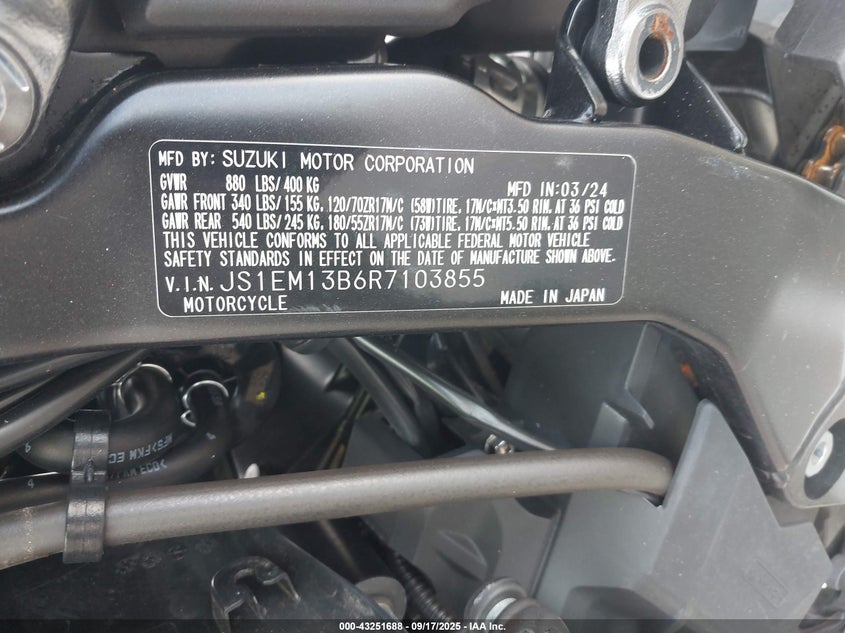 MFD BY: SUZUKI MOTOR CORPORATION
GVWR 880 LBS/ 400 KG MFD IN:03/24
GAWR FRONT 340 LBS/ 155 KG, 120/70ZR17M/C (58W)TIRE, 17M/C×MT3.50 RIM, AT 36 PSI COLD
GAWR REAR 540 LBS/ 245 KG, 180/55ZR17M/C (73W)TIRE, 17M/C×MT5.50 RIM, AT 36 PSI COLD
THIS VEHICLE CONFORMS TO ALL APPLICABLE FEDERAL MOTOR VEHICLE
SAFETY STANDARDS IN EFFECT ON THE DATE OF MANUFACTURE SHOWN ABOVE.
V.I.N. JS1EM13B6R7103855
MOTORCYCLE MADE IN JAPAN
4
4
000-43251688 - 09/17/2025 - IAA Inc.